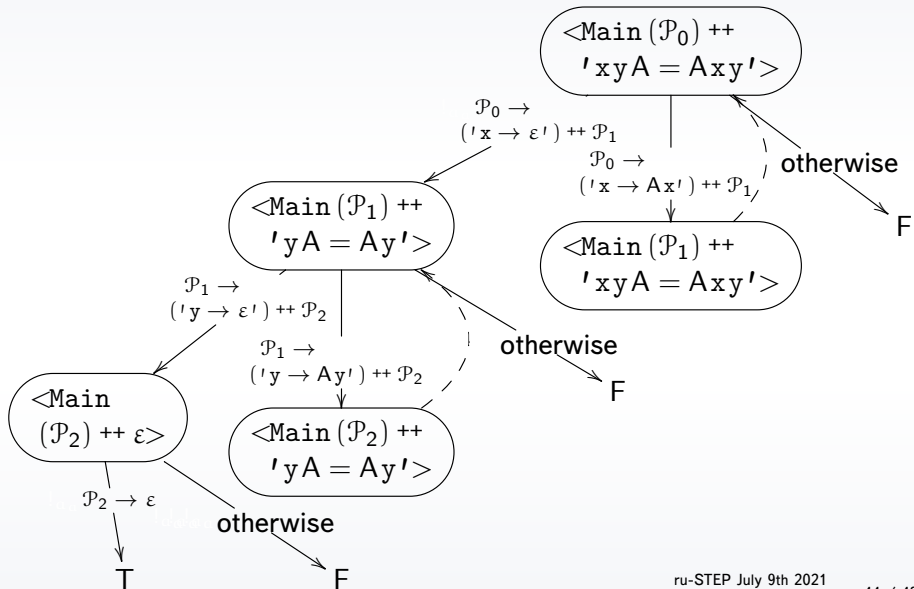 <Main (𝒫₀) ++
'xyA = Axy'>
𝒫₀ →
('x → ε') ++ 𝒫₁
𝒫₀ →
('x → Ax') ++ 𝒫₁
otherwise
F
<Main (𝒫₁) ++
'yA = Ay'>
<Main (𝒫₁) ++
'xyA = Axy'>
𝒫₁ →
('y → ε') ++ 𝒫₂
𝒫₁ →
('y → Ay') ++ 𝒫₂
otherwise
F
<Main
(𝒫₂) ++ ε>
<Main (𝒫₂) ++
'yA = Ay'>
𝒫₂ → ε
otherwise
T
F
ru-STEP July 9th 2021